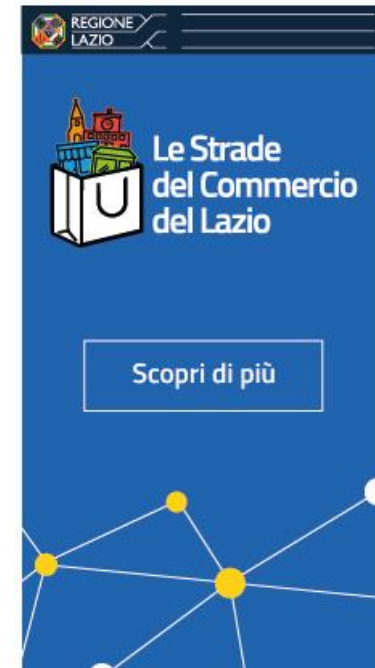 REGIONE
LAZIO
Le Strade
del Commercio
del Lazio
Scopri di più